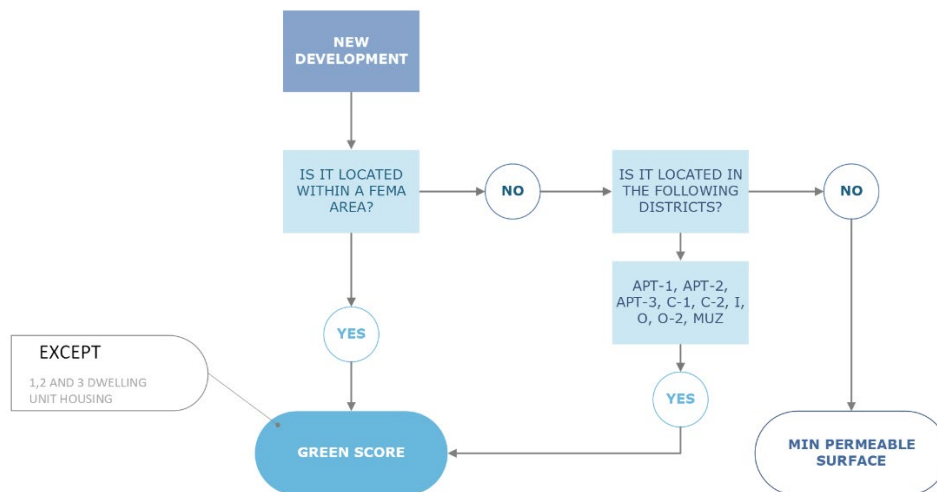 NEW
DEVELOPMENT
IS IT LOCATED
WITHIN A FEMA
AREA?
NO
IS IT LOCATED IN
THE FOLLOWING
DISTRICTS?
NO
APT-1, APT-2,
APT-3, C-1, C-2, I,
O, O-2, MUZ
YES
EXCEPT
1,2 AND 3 DWELLING
UNIT HOUSING
YES
GREEN SCORE
MIN PERMEABLE
SURFACE